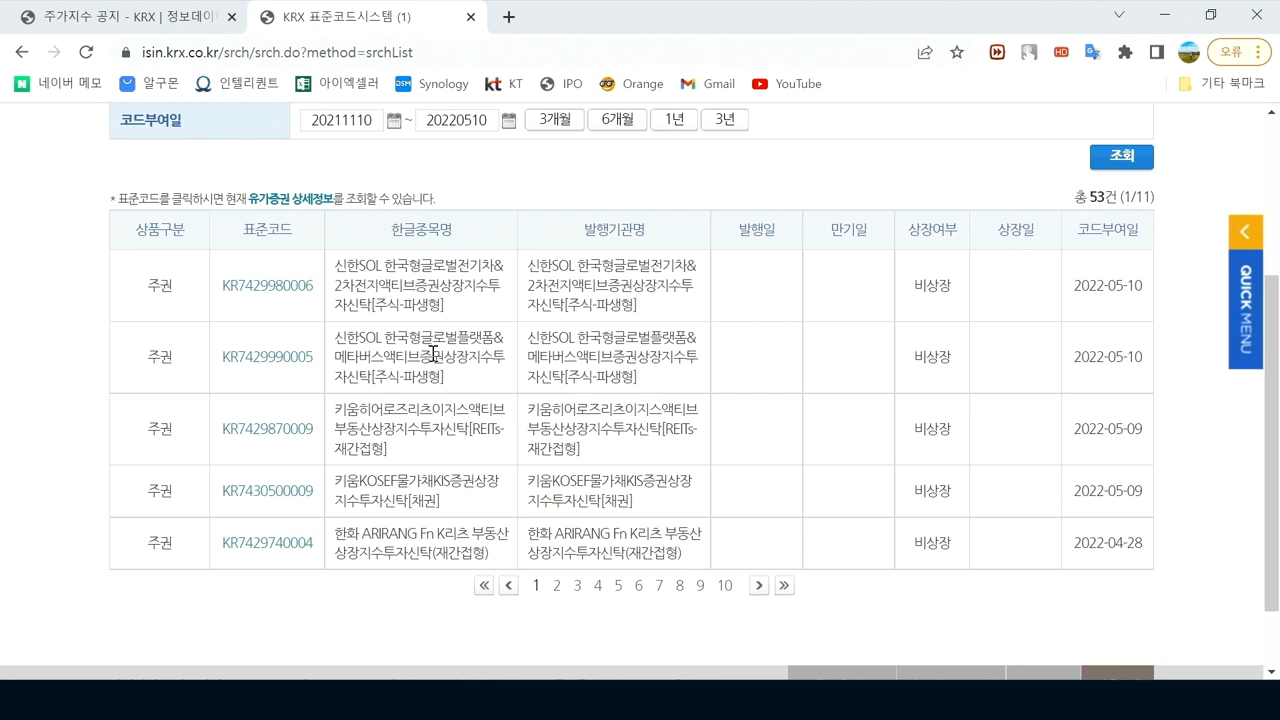 주가지수 공지 - KRX | 정보데이
KRX 표준코드시스템 (1)
isin.krx.co.kr/srch/srch.do?method=srchList
HD
오류
네이버 메모
알구몬
인텔리퀀트
아이엑셀러
DSM Synology
kt KT
IPO
Orange
Gmail
YouTube
기타 북마크
코드부여일
20211110 ~ 20220510
3개월 6개월 1년 3년
조회
* 표준코드를 클릭하시면 현재 유가증권 상세정보를 조회할 수 있습니다.
총 53건 (1/11)
상품구분 표준코드 한글종목명 발행기관명 발행일 만기일 상장여부 상장일 코드부여일
신한SOL 한국형글로벌전기차& 신한SOL 한국형글로벌전기차&
주권 KR7429980006 2차전지액티브증권상장지수투 2차전지액티브증권상장지수투 비상장 2022-05-10
자신탁[주식-파생형] 자신탁[주식-파생형]
신한SOL 한국형글로벌플랫폼& 신한SOL 한국형글로벌플랫폼&
주권 KR7429990005 메타버스액티브증권상장지수투 메타버스액티브증권상장지수투 비상장 2022-05-10
자신탁[주식-파생형] 자신탁[주식-파생형]
키움히어로즈리츠이지스액티브 키움히어로즈리츠이지스액티브
주권 KR7429870009 부동산상장지수투자신탁[REITs- 부동산상장지수투자신탁[REITs- 비상장 2022-05-09
재간접형] 재간접형]
키움KOSEF물가채KIS증권상장 키움KOSEF물가채KIS증권상장
주권 KR7430500009 비상장 2022-05-09
지수투자신탁[채권] 지수투자신탁[채권]
한화 ARIRANG Fn K리츠 부동산 한화 ARIRANG Fn K리츠 부동산
주권 KR7429740004 비상장 2022-04-28
상장지수투자신탁(재간접형) 상장지수투자신탁(재간접형)
1 2 3 4 5 6 7 8 9 10
QUICK MENU